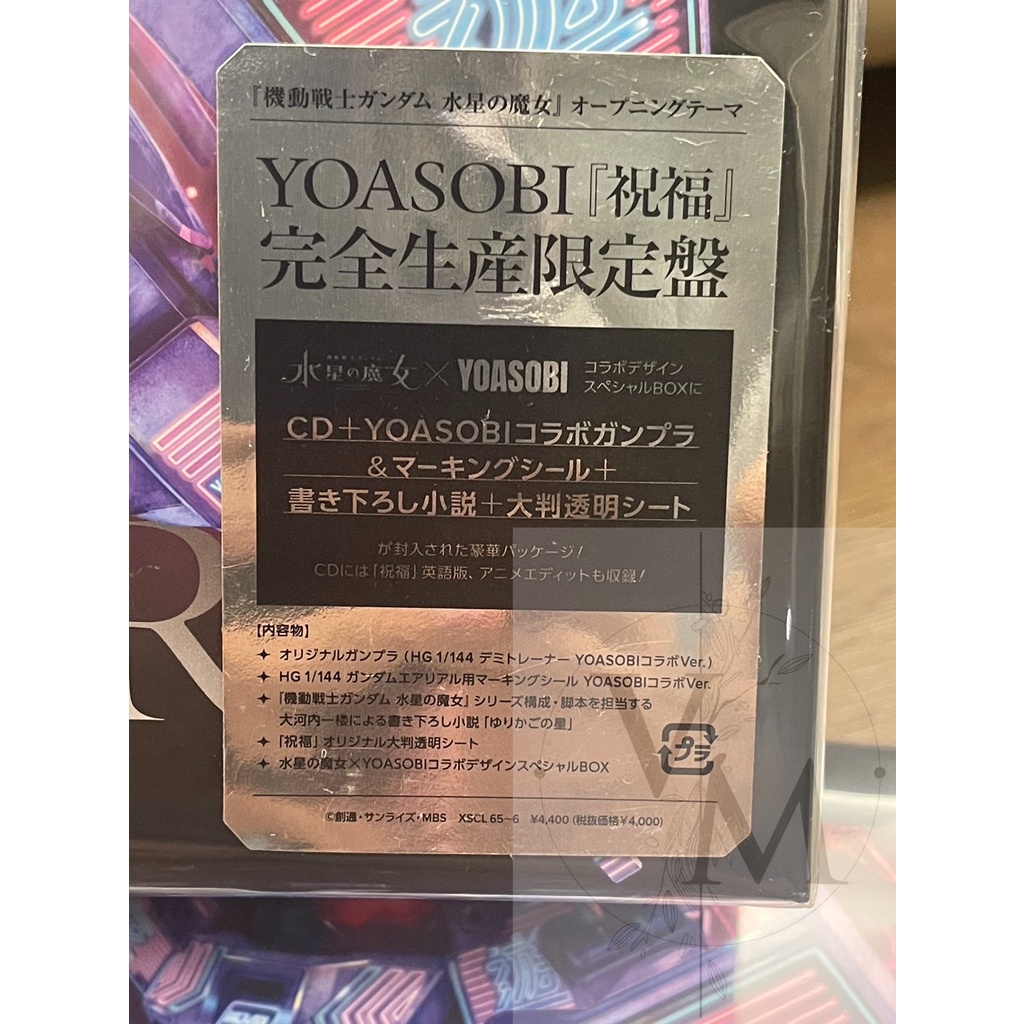 『機動戦士ガンダム 水星の魔女』オープニングテーマ
YOASOBI『祝福』
完全生産限定盤
機動戦士ガンダム
水星の魔女×YOASOBI
コラボデザイン
スペシャルBOXに
CD+YOASOBIコラボガンプラ
&マーキングシール+
書き下ろし小説+大判透明シート
が封入された豪華パッケージ!
CDには「祝福」英語版、アニメエディットも収録!
【内容物】
✦ オリジナルガンプラ(HG 1/144 デミトレーナー YOASOBIコラボVer.)
✦ HG 1/144 ガンダムエアリアル用マーキングシール YOASOBIコラボVer.
✦ 『機動戦士ガンダム 水星の魔女』シリーズ構成・脚本を担当する
大河内一楼による書き下ろし小説「ゆりかごの星」
✦ 「祝福」オリジナル大判透明シート
✦ 水星の魔女×YOASOBIコラボデザインスペシャルBOX
プラ
©創通・サンライズ・MBS XSCL 65~6 ¥4,400(税抜価格¥4,000)
R
VM